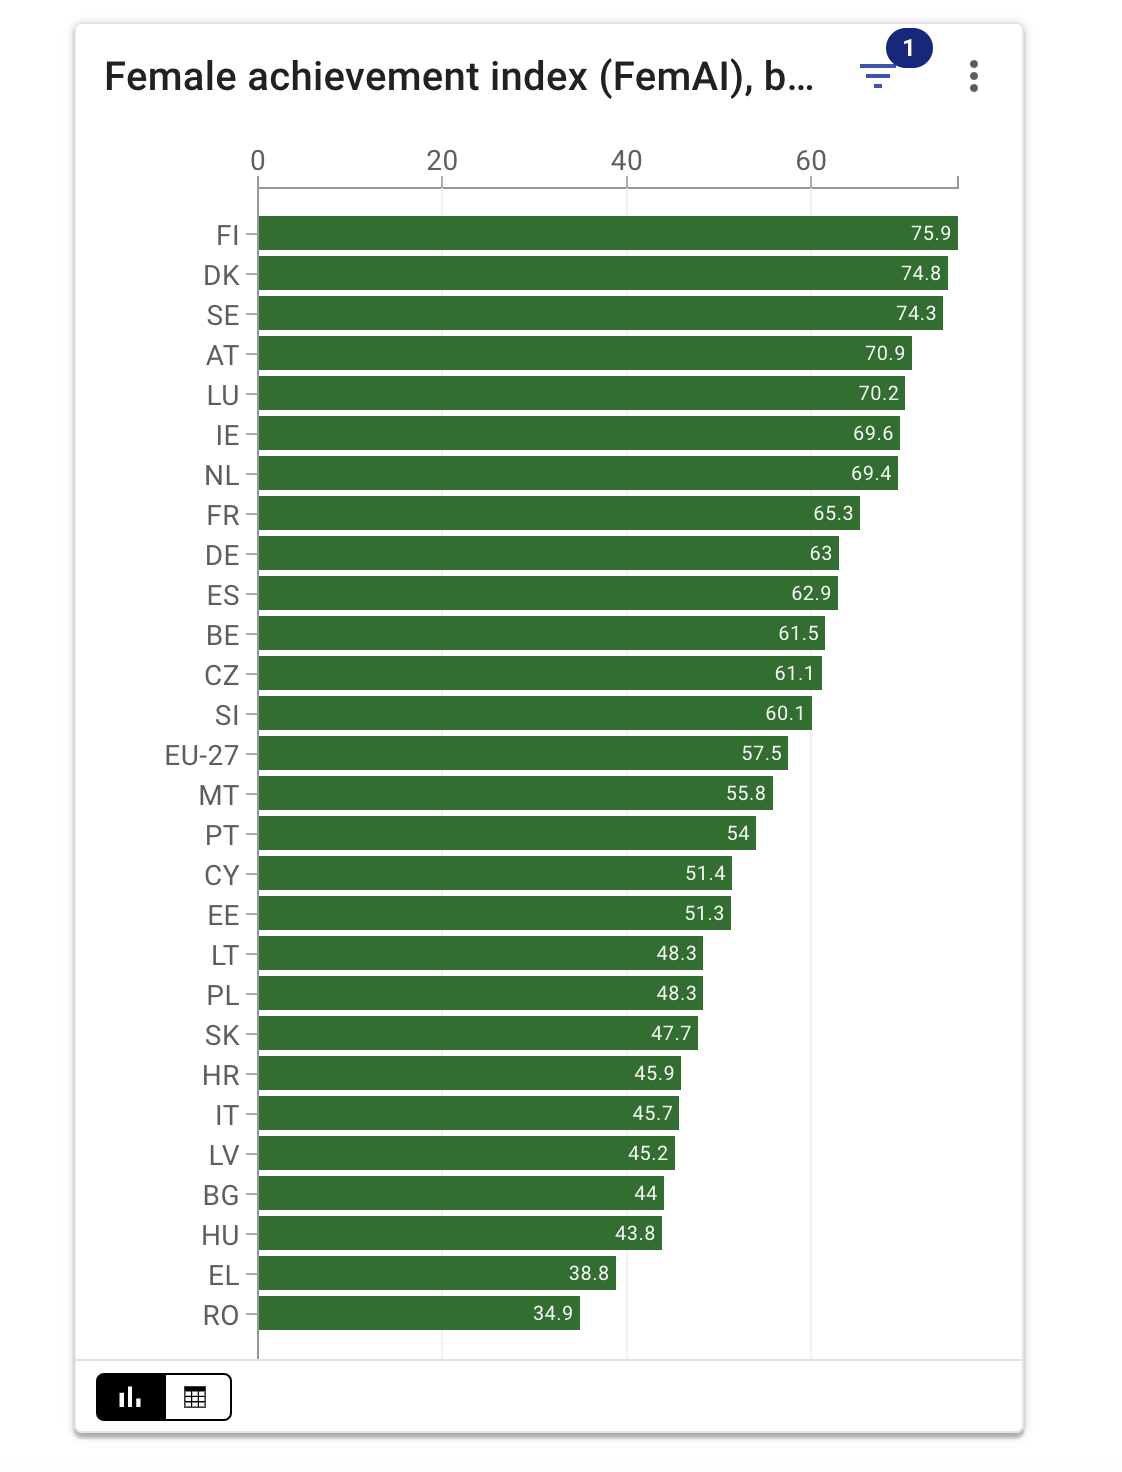 Female achievement index (FemAI), b...
1
0 20 40 60
FI 75.9
DK 74.8
SE 74.3
AT 70.9
LU 70.2
IE 69.6
NL 69.4
FR 65.3
DE 63
ES 62.9
BE 61.5
CZ 61.1
SI 60.1
EU-27 57.5
MT 55.8
PT 54
CY 51.4
EE 51.3
LT 48.3
PL 48.3
SK 47.7
HR 45.9
IT 45.7
LV 45.2
BG 44
HU 43.8
EL 38.8
RO 34.9